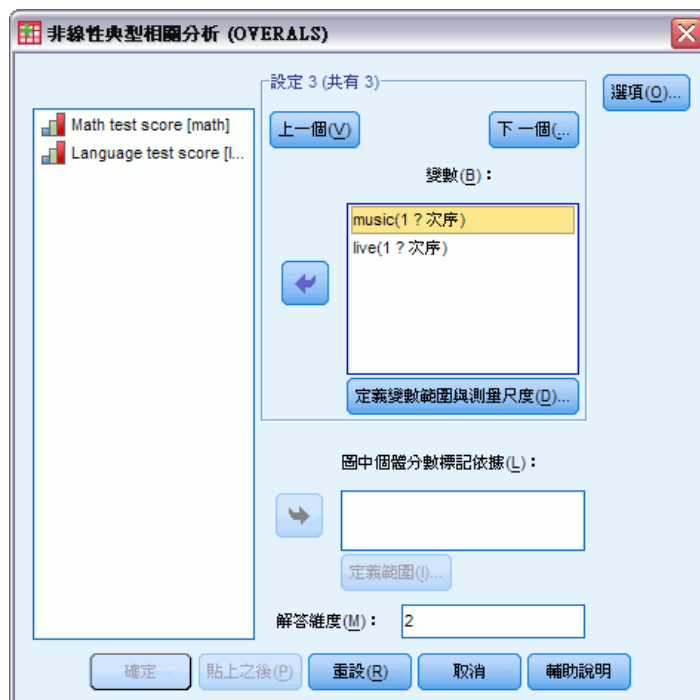 非線性典型相關分析 (OVERALS)
設定 3 (共有 3)
選項(O)...
Math test score [math]
Language test score [l...
上一個(V)
下一個(...
變數(B)：
music(1 ? 次序)
live(1 ? 次序)
定義變數範圍與測量尺度(D)...
圖中個體分數標記依據(L)：
定義範圍(I)...
解答維度(M)：
2
確定
貼上之後(P)
重設(R)
取消
輔助說明